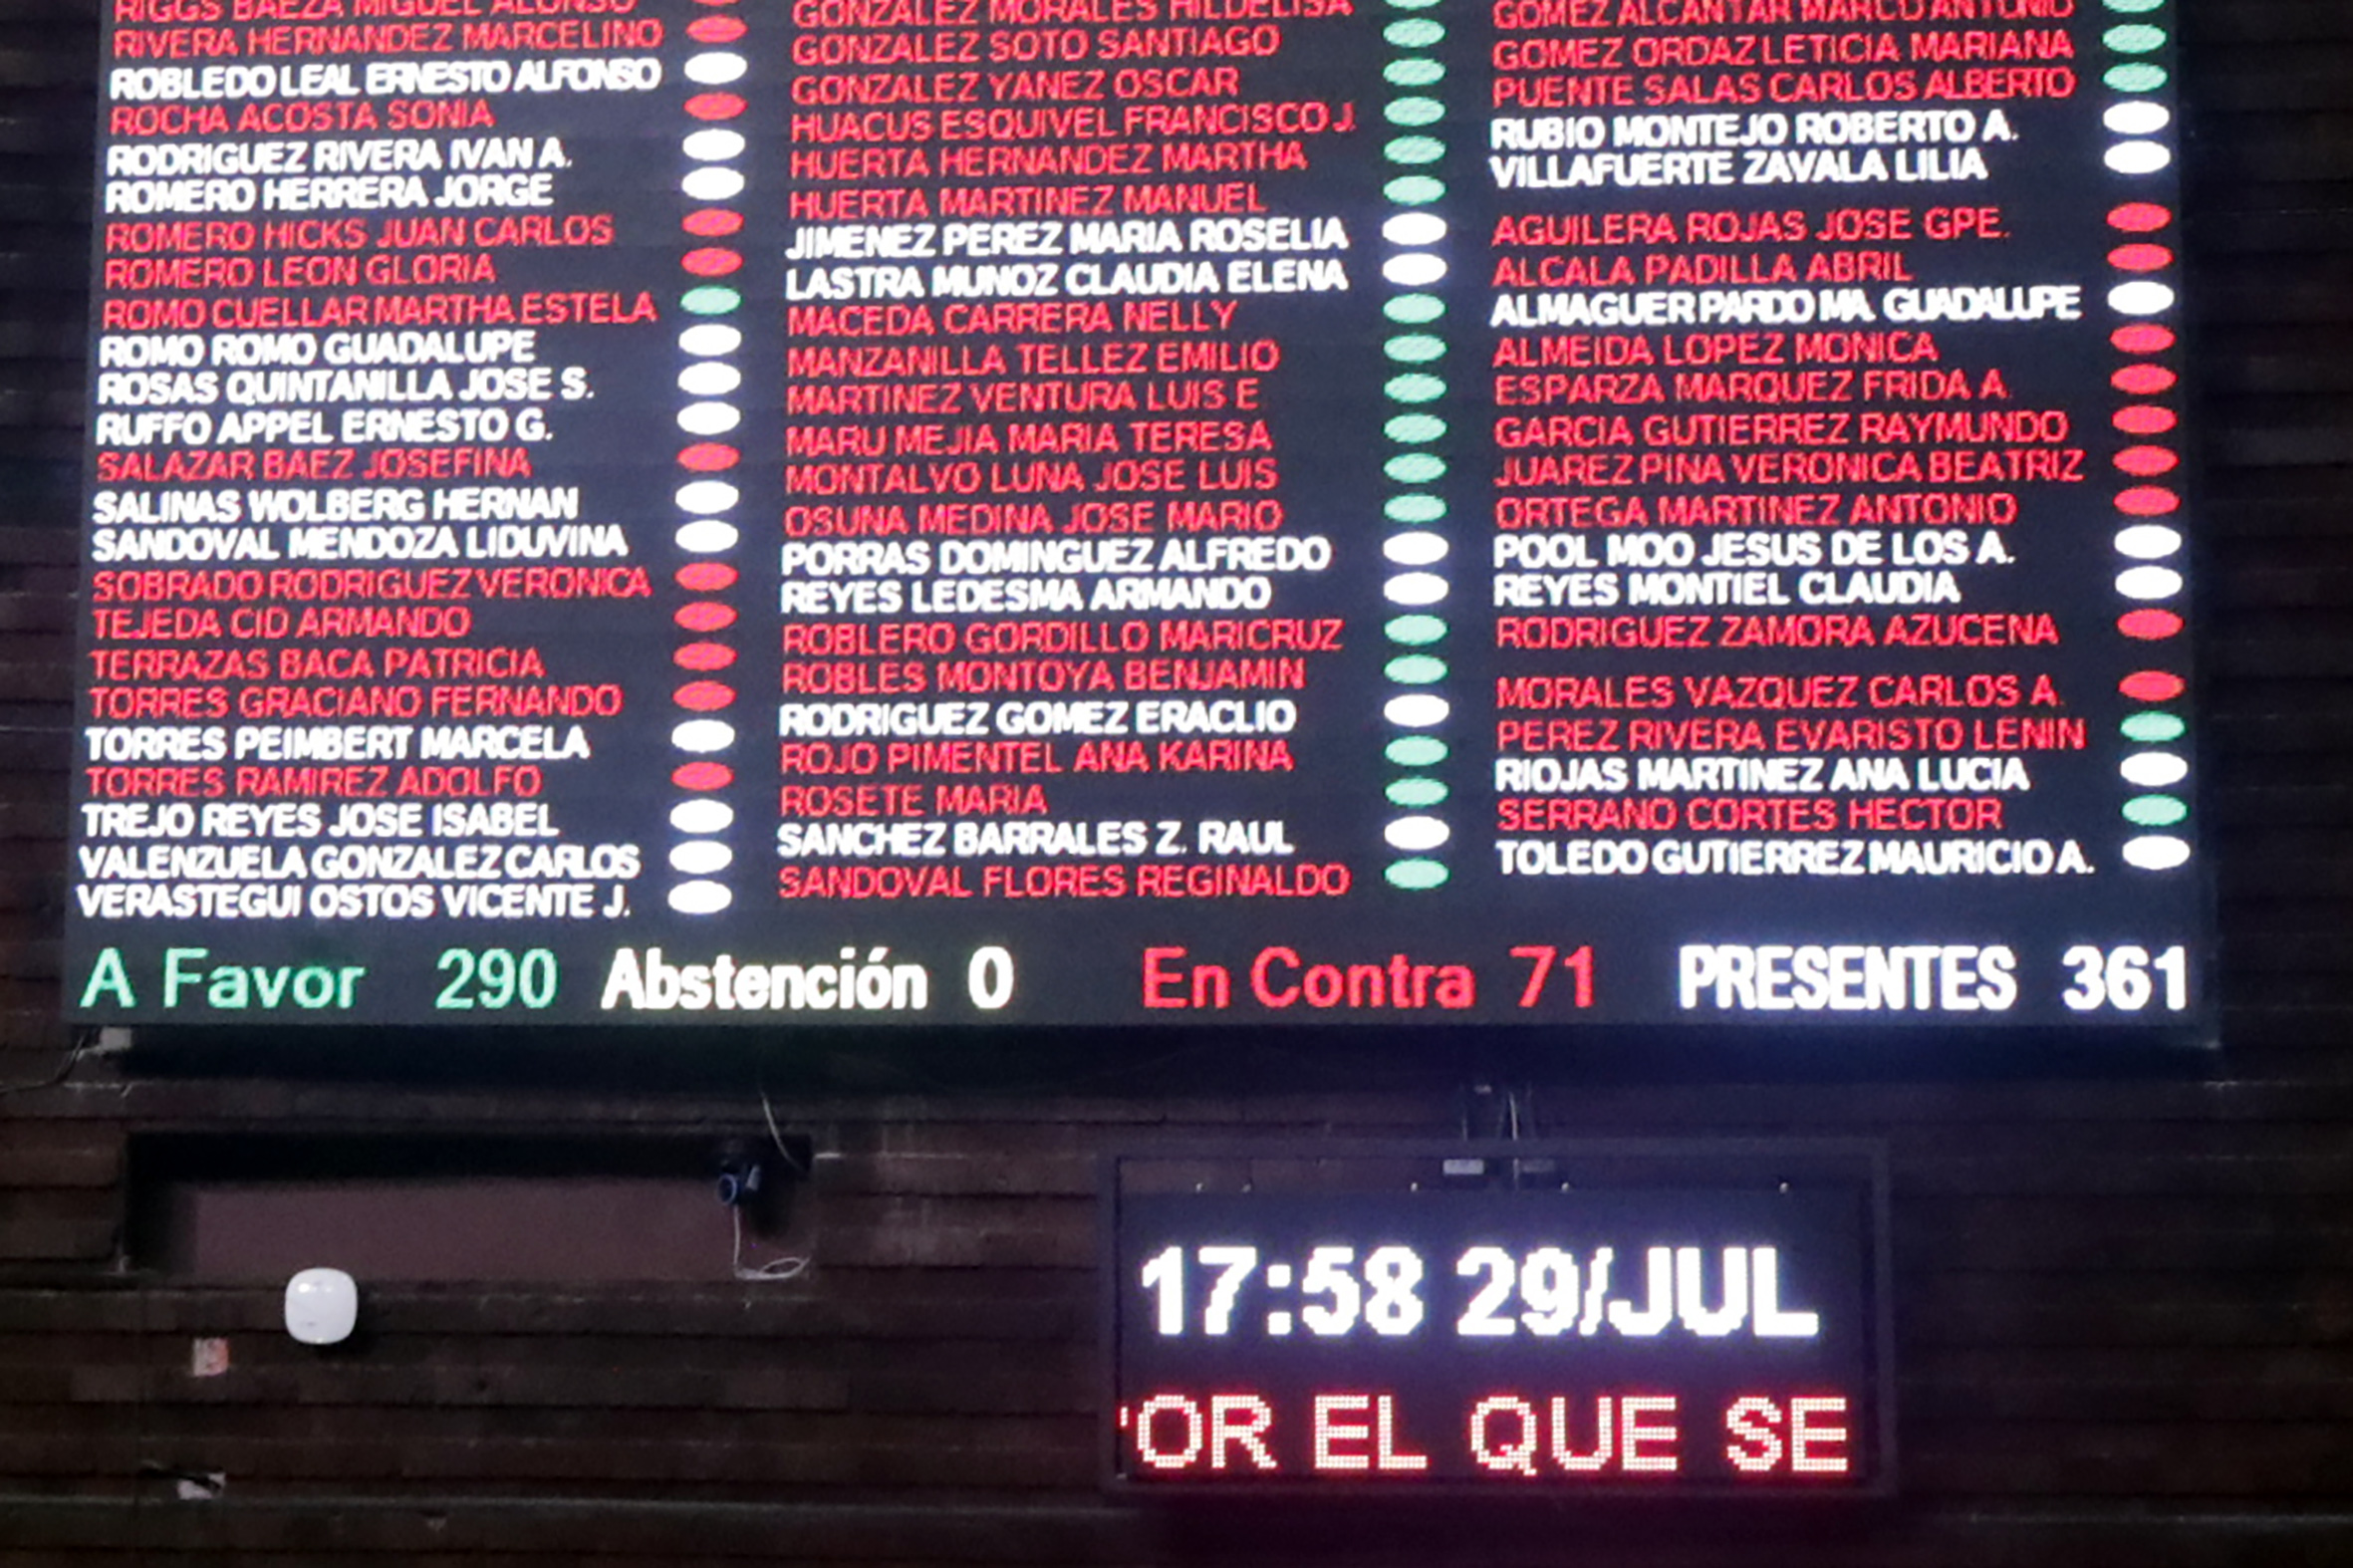 RIGGS BAEZA MIGUEL ALONSO
RIVERA HERNANDEZ MARCELINO
ROBLEDO LEAL ERNESTO ALFONSO
ROCHA ACOSTA SONIA
RODRIGUEZ RIVERA IVAN A.
ROMERO HERRERA JORGE
ROMERO HICKS JUAN CARLOS
ROMERO LEON GLORIA
ROMO CUELLAR MARTHA ESTELA
ROMO ROMO GUADALUPE
ROSAS QUINTANILLA JOSE S.
RUFFO APPEL ERNESTO G.
SALAZAR BAEZ JOSEFINA
SALINAS WOLBERG HERNAN
SANDOVAL MENDOZA LIDUVINA
SOBRADO RODRIGUEZ VERONICA
TEJEDA CID ARMANDO
TERRAZAS BACA PATRICIA
TORRES GRACIANO FERNANDO
TORRES PEIMBERT MARCELA
TORRES RAMIREZ ADOLFO
TREJO REYES JOSE ISABEL
VALENZUELA GONZALEZ CARLOS
VERASTEGUI OSTOS VICENTE J.
GONZALEZ MORALES HILDELISA
GONZALEZ SOTO SANTIAGO
GONZALEZ YANEZ OSCAR
HUACUS ESQUIVEL FRANCISCO J.
HUERTA HERNANDEZ MARTHA
HUERTA MARTINEZ MANUEL
JIMENEZ PEREZ MARIA ROSELIA
LASTRA MUNOZ CLAUDIA ELENA
MACEDA CARRERA NELLY
MANZANILLA TELLEZ EMILIO
MARTINEZ VENTURA LUIS E
MARU MEJIA MARIA TERESA
MONTALVO LUNA JOSE LUIS
OSUNA MEDINA JOSE MARIO
PORRAS DOMINGUEZ ALFREDO
REYES LEDESMA ARMANDO
ROBLERO GORDILLO MARICRUZ
ROBLES MONTOYA BENJAMIN
RODRIGUEZ GOMEZ ERACLIO
ROJO PIMENTEL ANA KARINA
ROSETE MARIA
SANCHEZ BARRALES Z. RAUL
SANDOVAL FLORES REGINALDO
GOMEZ ALCANTAR MARCO ANTONIO
GOMEZ ORDAZ LETICIA MARIANA
PUENTE SALAS CARLOS ALBERTO
RUBIO MONTEJO ROBERTO A.
VILLAFUERTE ZAVALA LILIA
AGUILERA ROJAS JOSE GPE.
ALCALA PADILLA ABRIL
ALMAGUER PARDO MA. GUADALUPE
ALMEIDA LOPEZ MONICA
ESPARZA MARQUEZ FRIDA A.
GARCIA GUTIERREZ RAYMUNDO
JUAREZ PINA VERONICA BEATRIZ
ORTEGA MARTINEZ ANTONIO
POOL MOO JESUS DE LOS A.
REYES MONTIEL CLAUDIA
RODRIGUEZ ZAMORA AZUCENA
MORALES VAZQUEZ CARLOS A.
PEREZ RIVERA EVARISTO LENIN
RIOJAS MARTINEZ ANA LUCIA
SERRANO CORTES HECTOR
TOLEDO GUTIERREZ MAURICIO A.
A Favor 290 Abstención 0 En Contra 71 PRESENTES 361
17:58 29/JUL
OR EL QUE SE